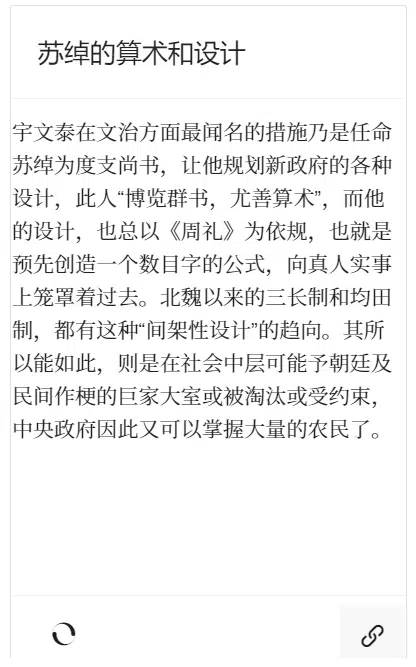 苏绰的算术和设计
宇文泰在文治方面最闻名的措施乃是任命
苏绰为度支尚书，让他规划新政府的各种
设计，此人“博览群书，尤善算术”，而他
的设计，也总以《周礼》为依规，也就是
预先创造一个数目字的公式，向真人实事
上笼罩着过去。北魏以来的三长制和均田
制，都有这种“间架性设计”的趋向。其所
以能如此，则是在社会中层可能予朝廷及
民间作梗的巨家大室或被淘汰或受约束，
中央政府因此又可以掌握大量的农民了。